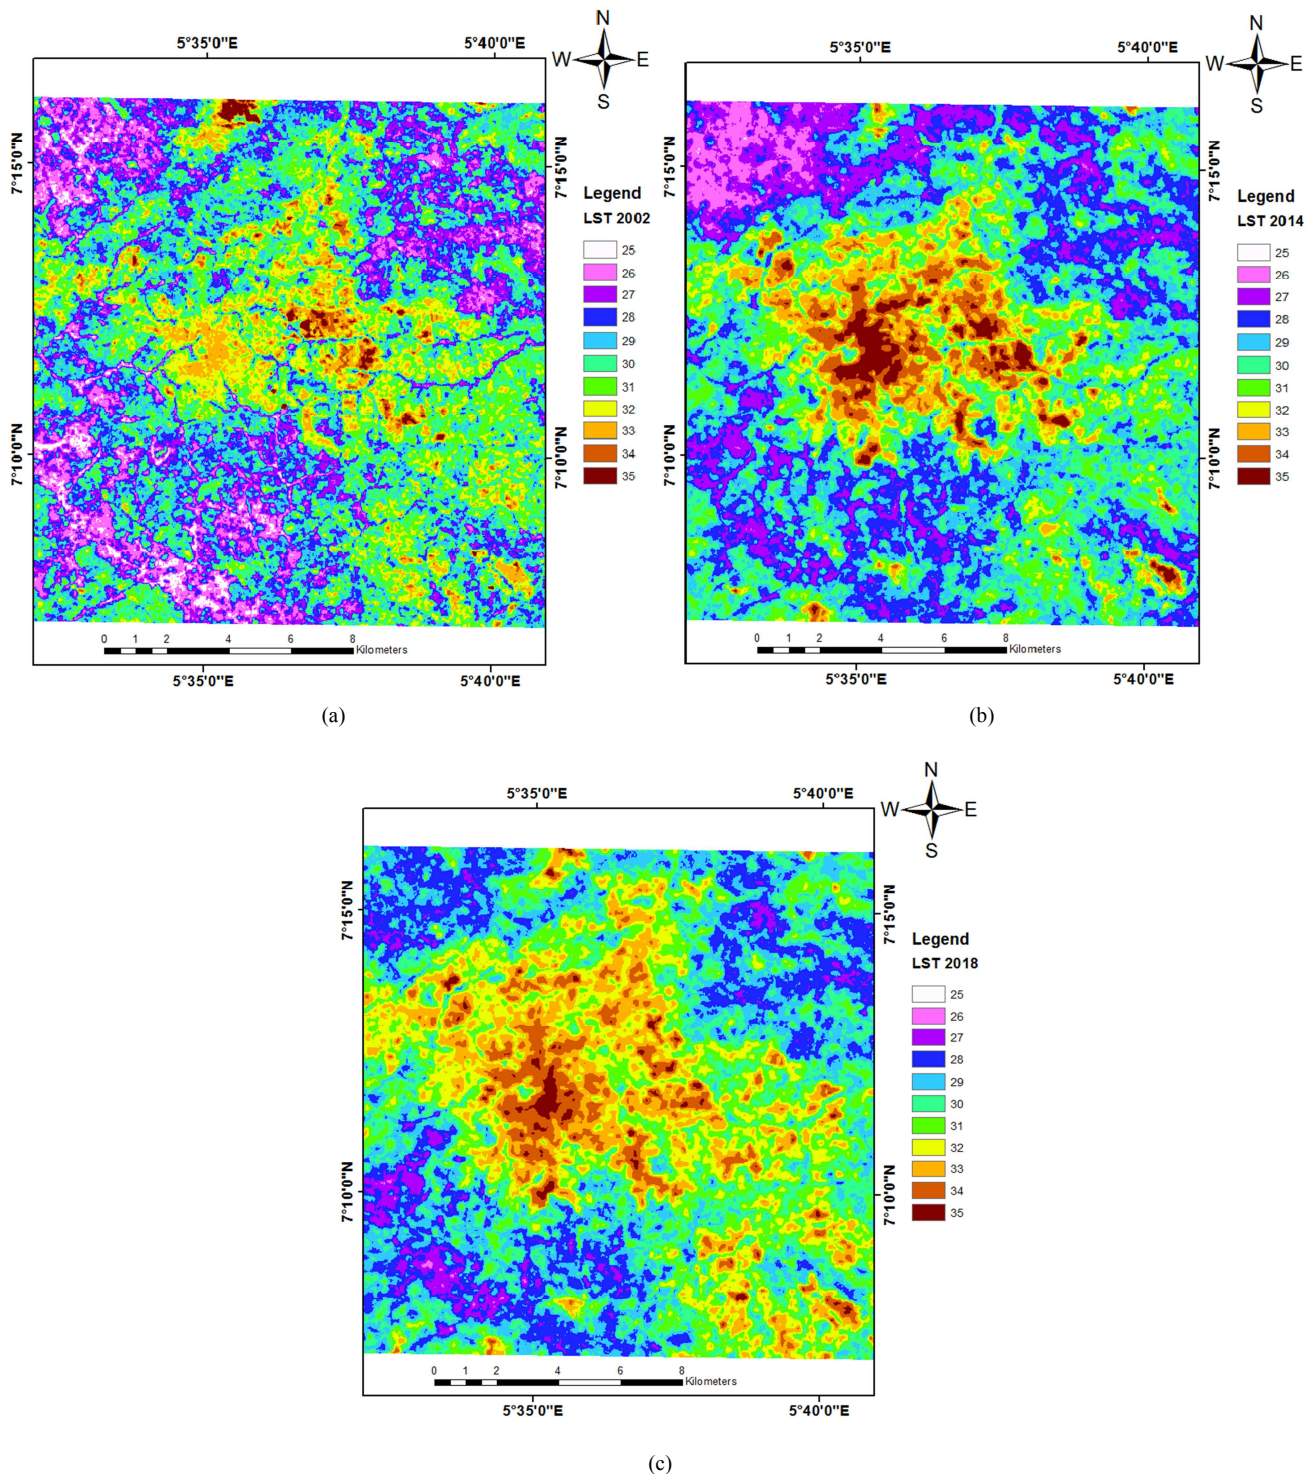 N
W E
S
5°35'0"E 5°40'0"E
7°15'0"N 7°15'0"N
7°10'0"N 7°10'0"N
Legend
LST 2002
25
26
27
28
29
30
31
32
33
34
35
0 1 2 4 6 8
Kilometers
5°35'0"E 5°40'0"E
(a)
N
W E
S
5°35'0"E 5°40'0"E
7°15'0"N 7°15'0"N
7°10'0"N 7°10'0"N
Legend
LST 2014
25
26
27
28
29
30
31
32
33
34
35
0 1 2 4 6 8
Kilometers
5°35'0"E 5°40'0"E
(b)
N
W E
S
5°35'0"E 5°40'0"E
7°15'0"N 7°15'0"N
7°10'0"N 7°10'0"N
Legend
LST 2018
25
26
27
28
29
30
31
32
33
34
35
0 1 2 4 6 8
Kilometers
5°35'0"E 5°40'0"E
(c)